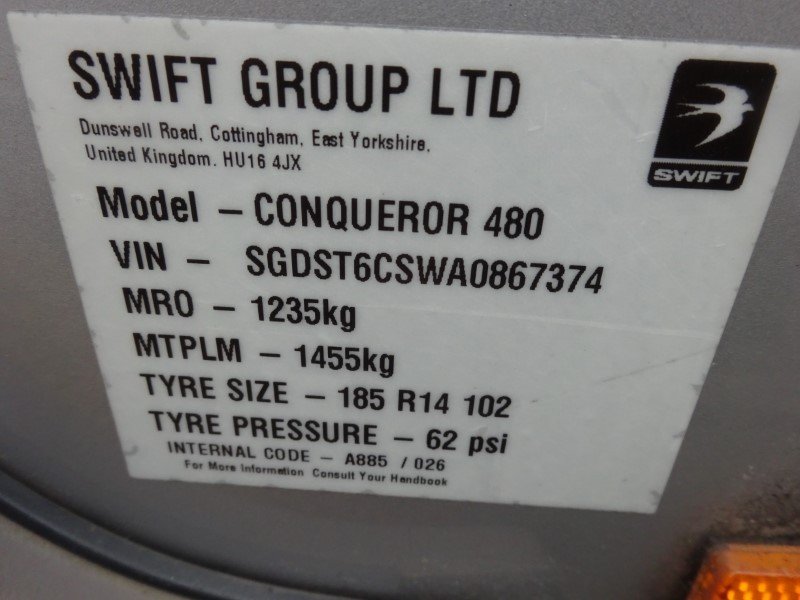 SWIFT GROUP LTD
Dunswell Road, Cottingham, East Yorkshire,
United Kingdom. HU16 4JX
SWIFT
Model – CONQUEROR 480
VIN – SGDST6CSWA0867374
MRO – 1235kg
MTPLM – 1455kg
TYRE SIZE – 185 R14 102
TYRE PRESSURE – 62 psi
INTERNAL CODE – A885 / 026
For More Information Consult Your Handbook